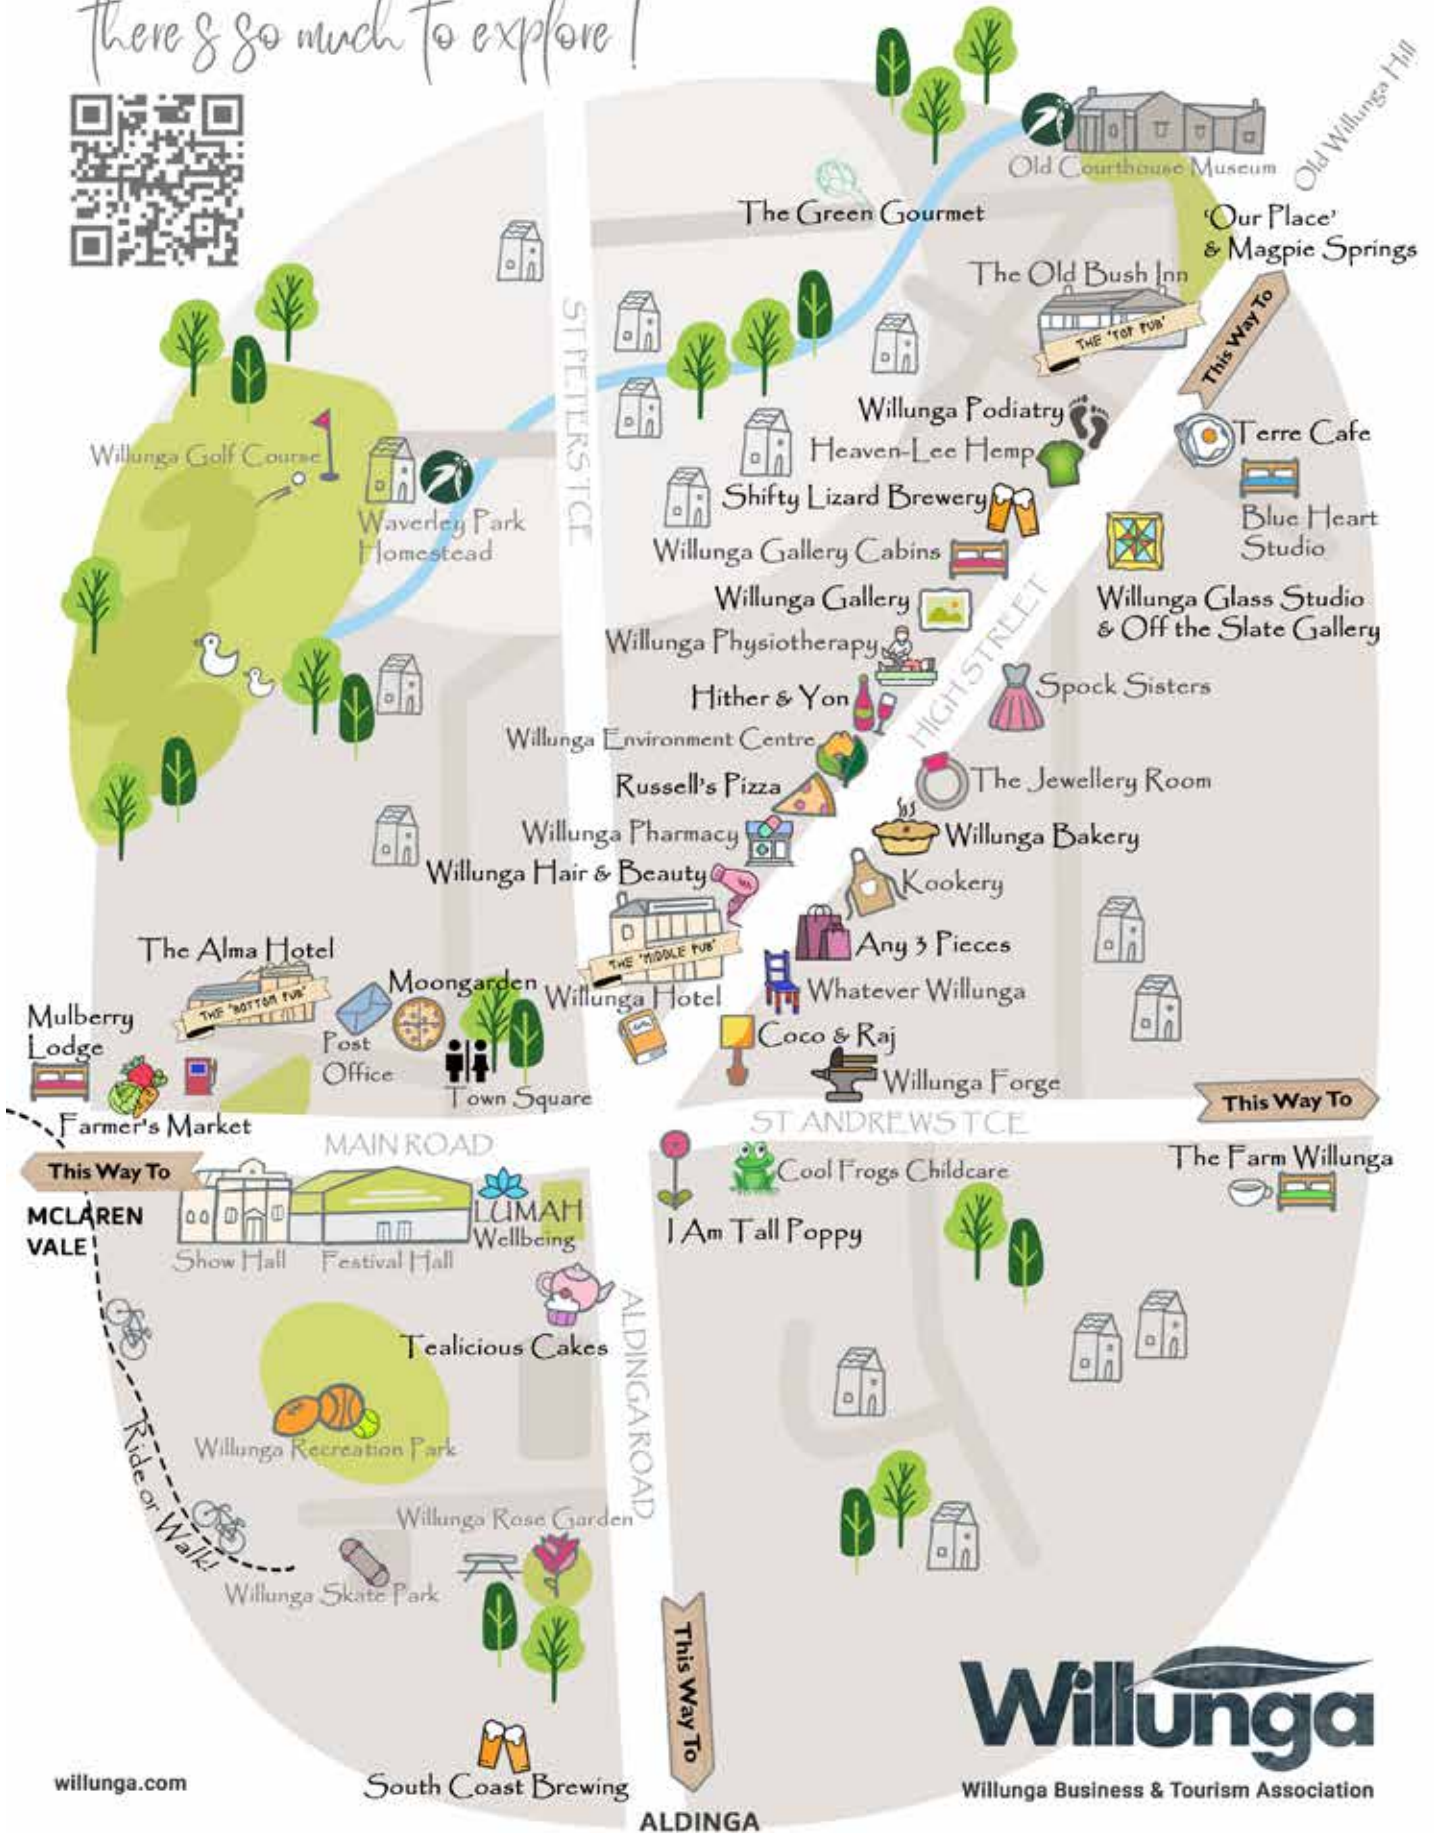 there's so much to explore!
Old Willunga Hill
Old Courthouse Museum
The Green Gourmet
'Our Place'
& Magpie Springs
The Old Bush Inn
THE 'TOP PUB'
This Way To
ST PETERS TCE
Willunga Podiatry
Terre Cafe
Heaven-Lee Hemp
Willunga Golf Course
Shifty Lizard Brewery
Blue Heart
Studio
Waverley Park
Homestead
Willunga Gallery Cabins
Willunga Gallery
Willunga Glass Studio
& Off the Slate Gallery
HIGH STREET
Willunga Physiotherapy
Spock Sisters
Hither & Yon
Willunga Environment Centre
The Jewellery Room
Russell's Pizza
Willunga Pharmacy
Willunga Bakery
Willunga Hair & Beauty
Kookery
THE 'MIDDLE PUB'
Willunga Hotel
Any 3 Pieces
Whatever Willunga
The Alma Hotel
THE 'BOTTOM PUB'
Moongarden
Mulberry
Lodge
Post
Office
Town Square
Coco & Raj
Willunga Forge
Farmer's Market
MAIN ROAD
ST ANDREWS TCE
This Way To
This Way To
MCLAREN
VALE
Show Hall
Festival Hall
LUMAH
Wellbeing
Cool Frogs Childcare
I Am Tall Poppy
The Farm Willunga
Tealicious Cakes
ALDINGA ROAD
Ride or Walk!
Willunga Recreation Park
Willunga Rose Garden
Willunga Skate Park
This Way To
South Coast Brewing
ALDINGA
willunga.com
Willunga
Willunga Business & Tourism Association